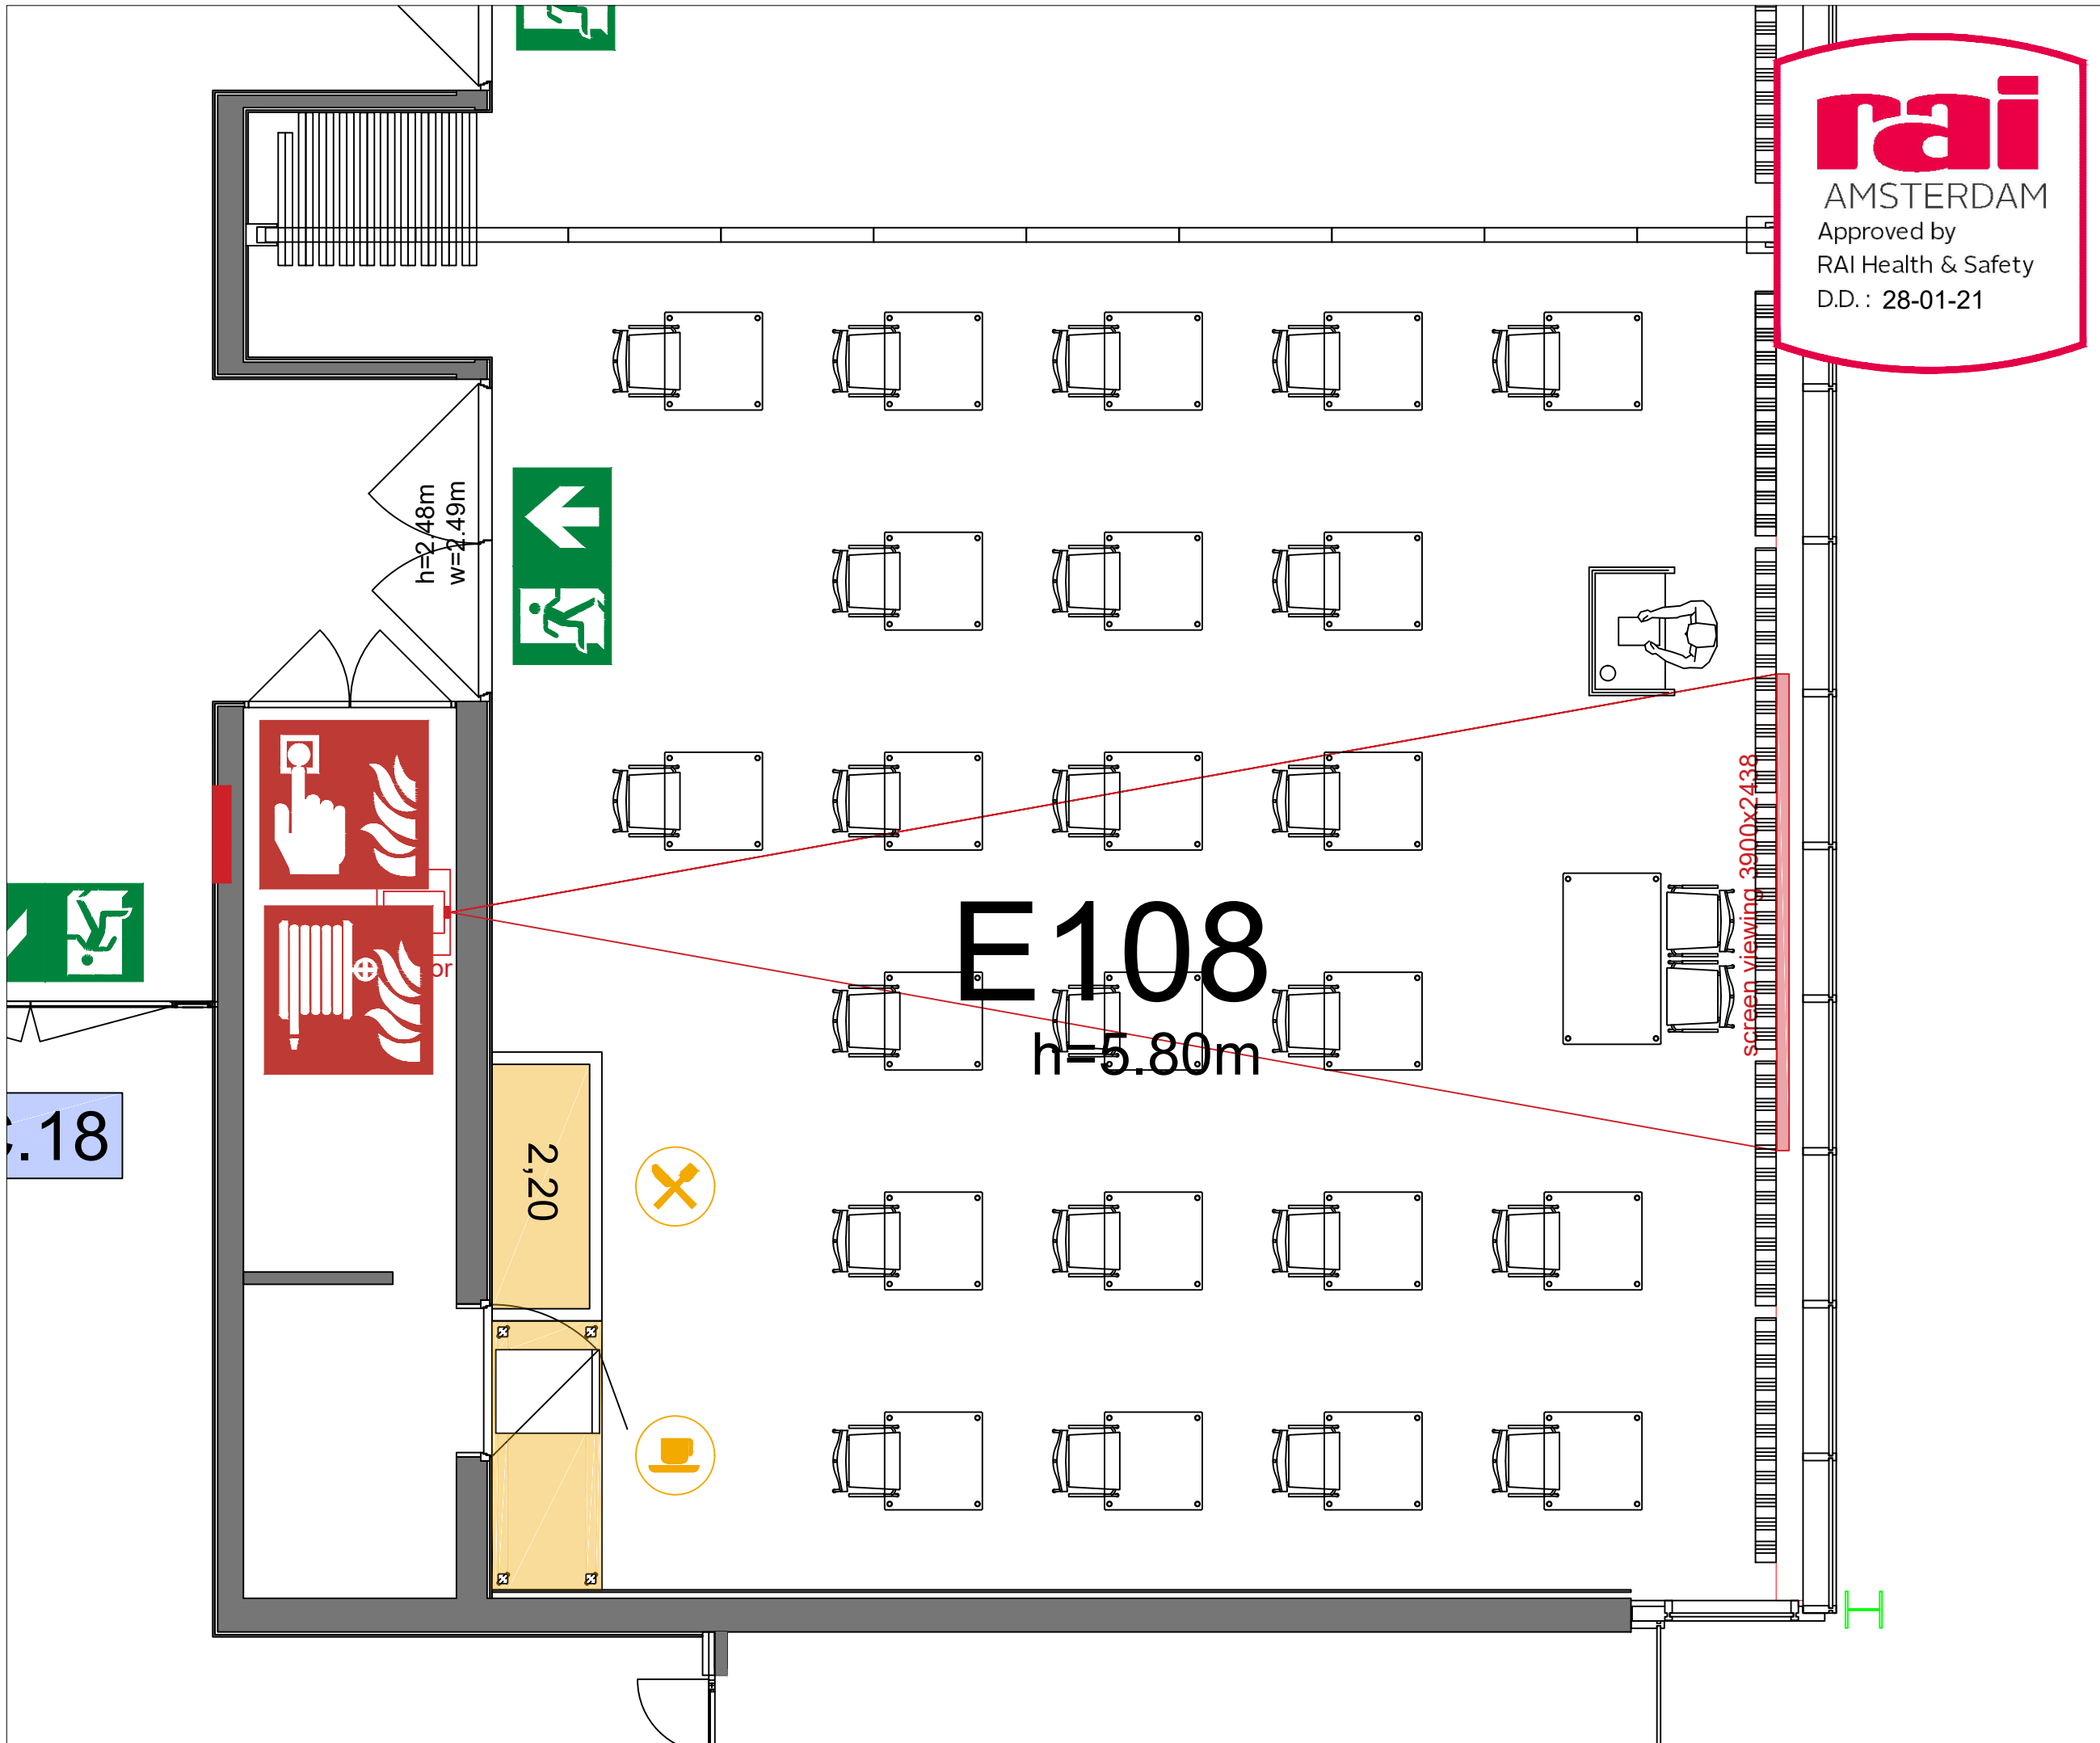 rai
AMSTERDAM
Approved by
RAI Health & Safety
D.D. : 28-01-21
h=2.48m
w=2.49m
screen viewing 3900x2438
E108
h=5.80m
or
.18
2,20
H